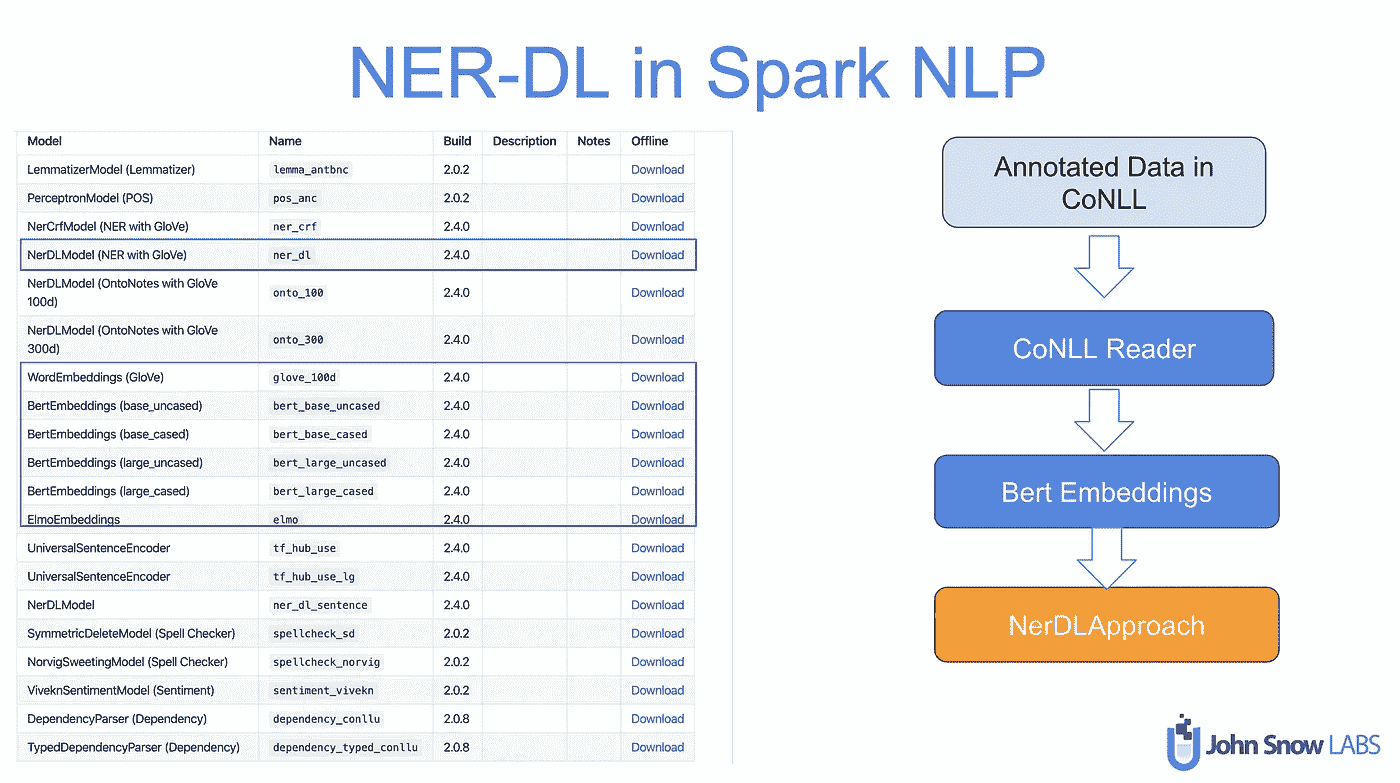 NER-DL in Spark NLP
Model Name Build Description Notes Offline
LemmatizerModel (Lemmatizer) lemma_antbnc 2.0.2 Download
PerceptronModel (POS) pos_anc 2.0.2 Download
NerCrfModel (NER with GloVe) ner_crf 2.4.0 Download
NerDLModel (NER with GloVe) ner_dl 2.4.0 Download
NerDLModel (OntoNotes with GloVe
100d) onto_100 2.4.0 Download
NerDLModel (OntoNotes with GloVe
300d) onto_300 2.4.0 Download
WordEmbeddings (GloVe) glove_100d 2.4.0 Download
BertEmbeddings (base_uncased) bert_base_uncased 2.4.0 Download
BertEmbeddings (base_cased) bert_base_cased 2.4.0 Download
BertEmbeddings (large_uncased) bert_large_uncased 2.4.0 Download
BertEmbeddings (large_cased) bert_large_cased 2.4.0 Download
ElmoEmbeddings elmo 2.4.0 Download
UniversalSentenceEncoder tf_hub_use 2.4.0 Download
UniversalSentenceEncoder tf_hub_use_lg 2.4.0 Download
NerDLModel ner_dl_sentence 2.4.0 Download
SymmetricDeleteModel (Spell Checker) spellcheck_sd 2.0.2 Download
NorvigSweetingModel (Spell Checker) spellcheck_norvig 2.0.2 Download
ViveknSentimentModel (Sentiment) sentiment_vivekn 2.0.2 Download
DependencyParser (Dependency) dependency_conllu 2.0.8 Download
TypedDependencyParser (Dependency) dependency_typed_conllu 2.0.8 Download
Annotated Data in
CoNLL
CoNLL Reader
Bert Embeddings
NerDLApproach
John Snow LABS